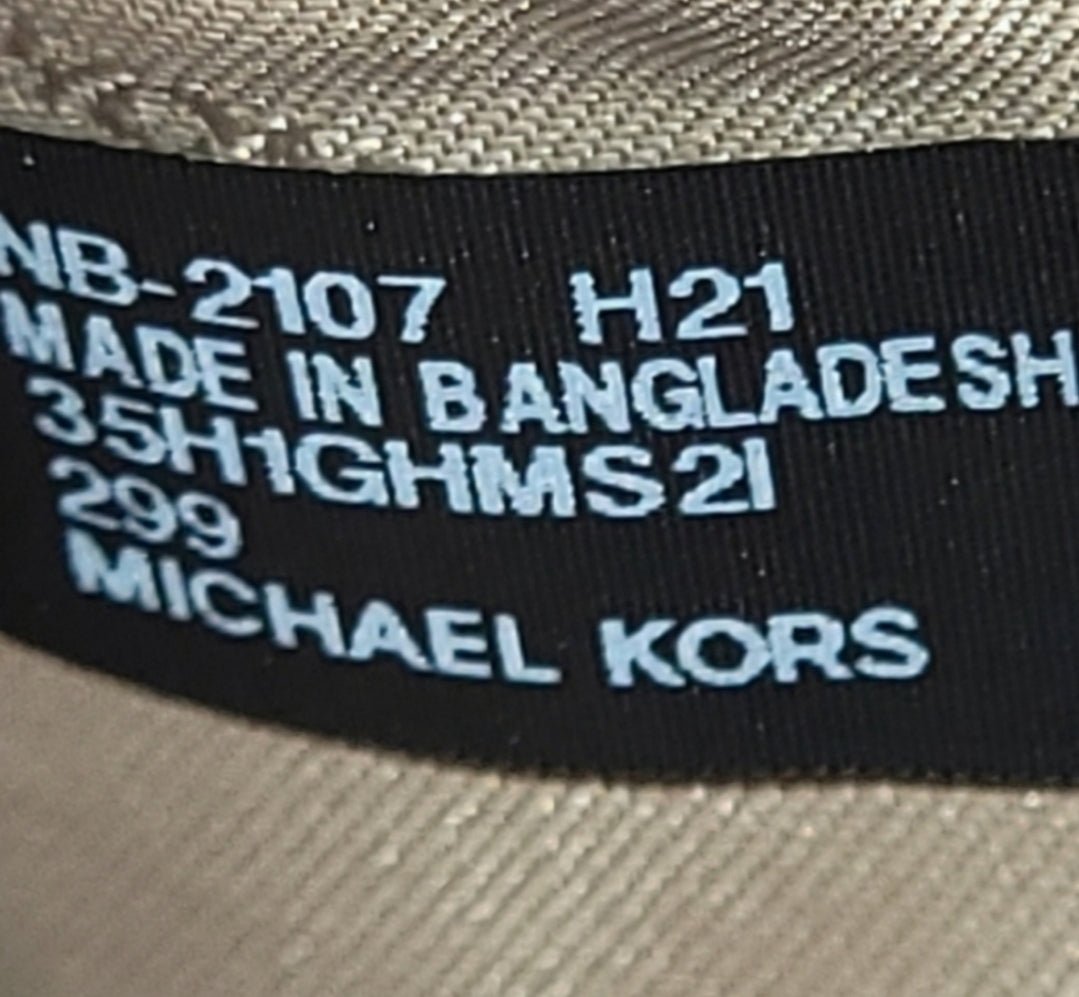 NB-2107 H21
MADE IN BANGLADESH
35H1GHMS2I
299
MICHAEL KORS